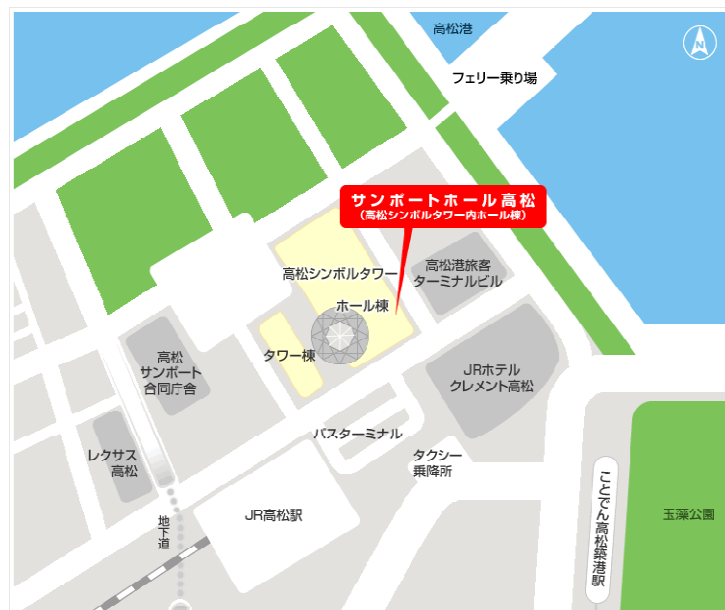 高松港
N
フェリー乗り場
サンポートホール高松
(高松シンボルタワー内ホール棟)
高松シンボルタワー
ホール棟
高松港旅客
ターミナルビル
タワー棟
高松
サンポート
合同庁舎
JRホテル
クレメント高松
レクサス
高松
バスターミナル
タクシー
乗降所
地下道
JR高松駅
ことでん高松築港駅
玉藻公園